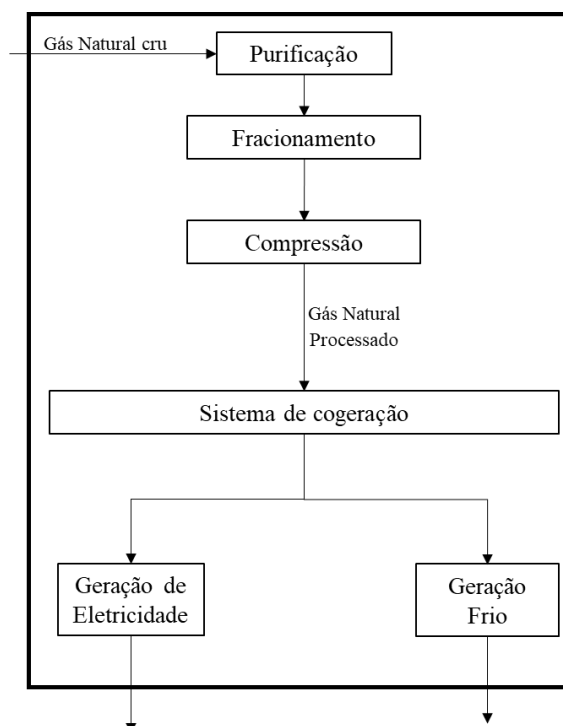 Gás Natural cru
Purificação
Fracionamento
Compressão
Gás Natural
Processado
Sistema de cogeração
Geração de
Eletricidade
Geração
Frio